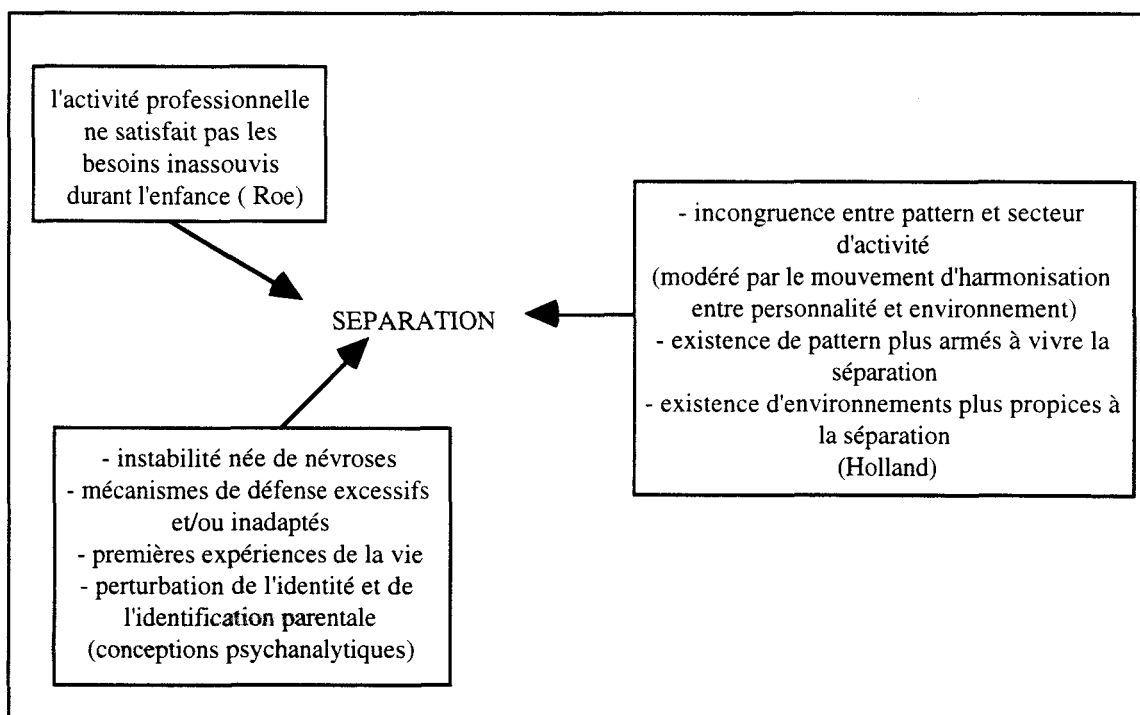 l'activité professionnelle
ne satisfait pas les
besoins inassouvis
durant l'enfance ( Roe)
- incongruence entre pattern et secteur
d'activité
(modéré par le mouvement d'harmonisation
entre personnalité et environnement)
- existence de pattern plus armés à vivre la
séparation
- existence d'environnements plus propices à
la séparation
(Holland)
SEPARATION
- instabilité née de névroses
- mécanismes de défense excessifs
et/ou inadaptés
- premières expériences de la vie
- perturbation de l'identité et de
l'identification parentale
(conceptions psychanalytiques)